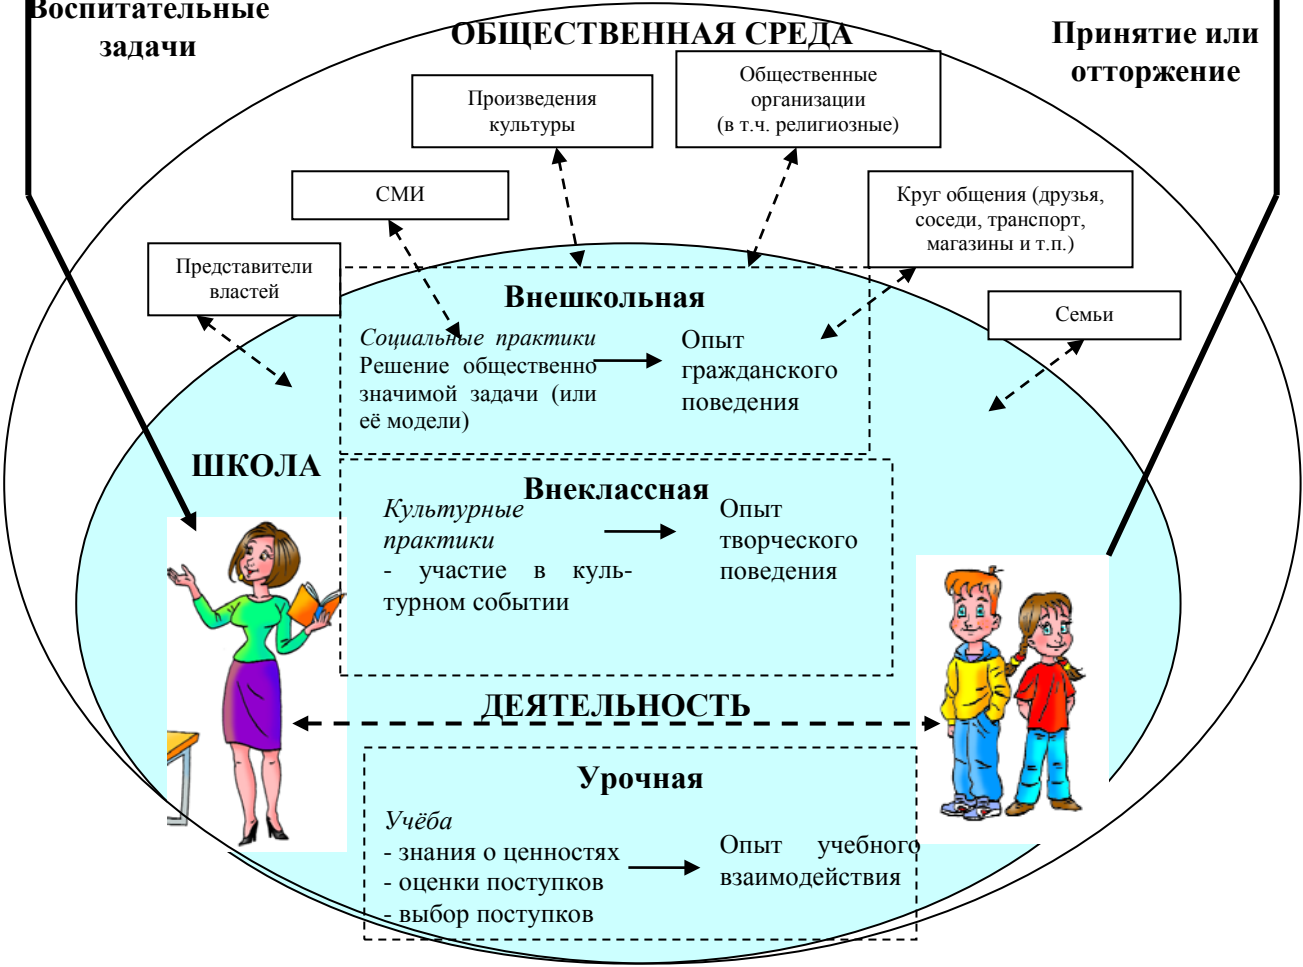 Воспитательные
задачи
ОБЩЕСТВЕННАЯ СРЕДА
Принятие или
отторжение
Произведения
культуры
Общественные
организации
(в т.ч. религиозные)
СМИ
Круг общения (друзья,
соседи, транспорт,
магазины и т.п.)
Представители
властей
Семьи
Внешкольная
Социальные практики
Решение общественно
значимой задачи (или
её модели)
Опыт
гражданского
поведения
ШКОЛА
Внеклассная
Культурные
практики
- участие в куль-
турном событии
Опыт
творческого
поведения
ДЕЯТЕЛЬНОСТЬ
Урочная
Учёба
- знания о ценностях
- оценки поступков
- выбор поступков
Опыт учебного
взаимодействия